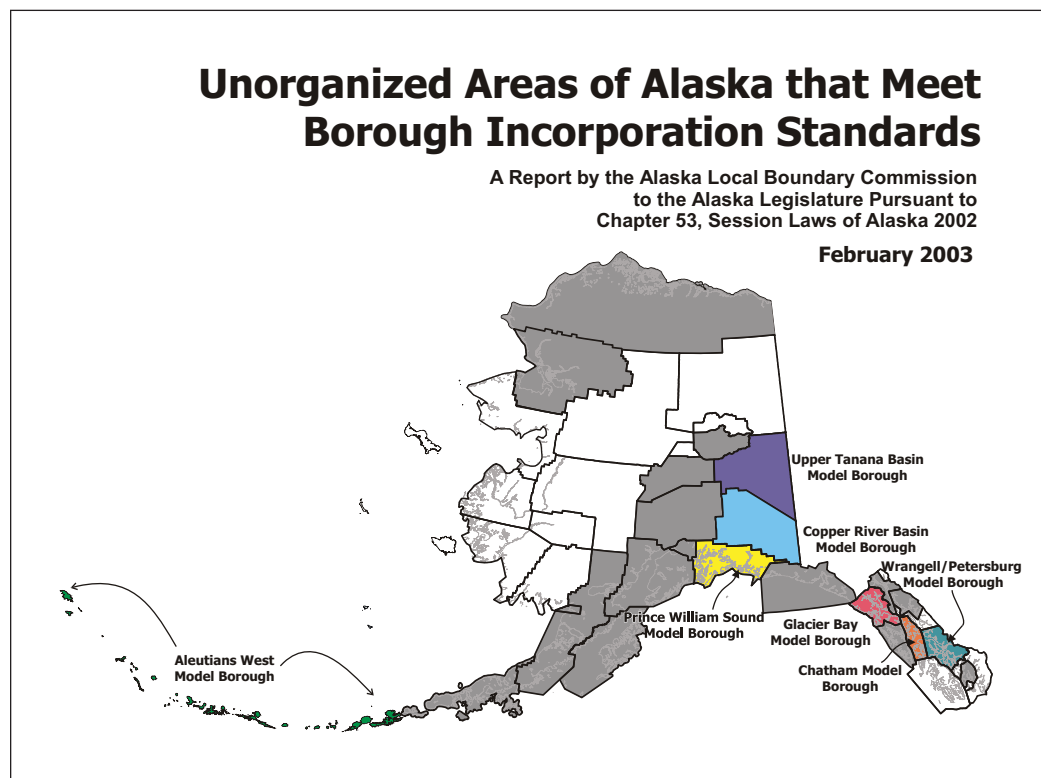 Unorganized Areas of Alaska that Meet
Borough Incorporation Standards
A Report by the Alaska Local Boundary Commission
to the Alaska Legislature Pursuant to
Chapter 53, Session Laws of Alaska 2002
February 2003
Upper Tanana Basin
Model Borough
Copper River Basin
Model Borough
Wrangell/Petersburg
Model Borough
Prince William Sound
Model Borough
Glacier Bay
Model Borough
Chatham Model
Borough
Aleutians West
Model Borough